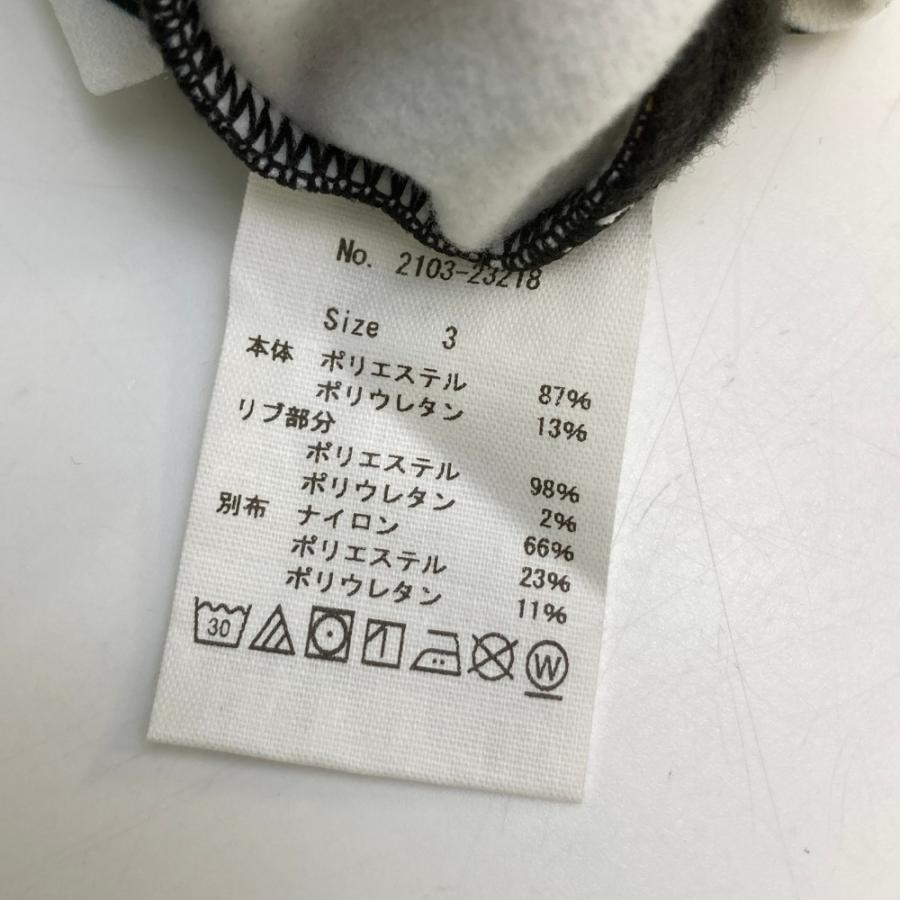 No. 2103-23218
Size 3
本体 ポリエステル 87%
ポリウレタン 13%
リブ部分
ポリエステル 98%
ポリウレタン 2%
別布 ナイロン 66%
ポリエステル 23%
ポリウレタン 11%
30 W